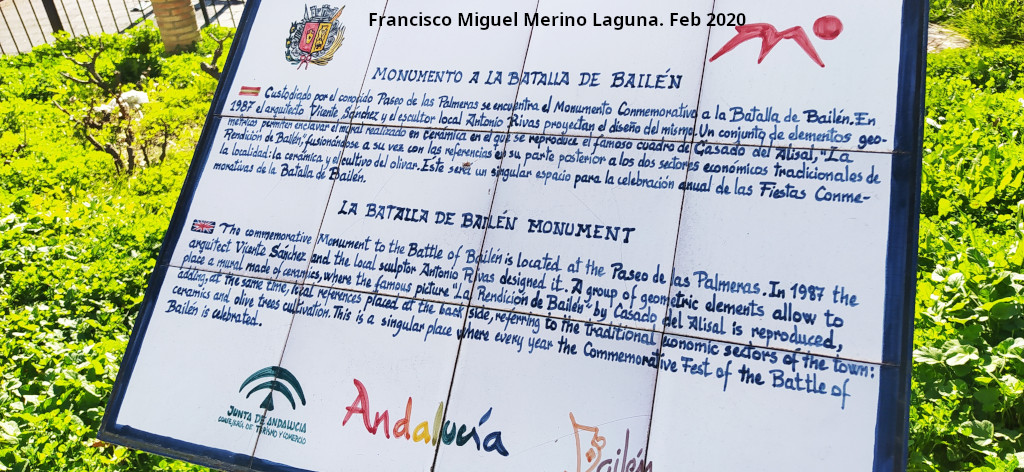 Francisco Miguel Merino Laguna. Feb 2020
MONUMENTO A LA BATALLA DE BAILÉN
Custodiado por el conocido Paseo de las Palmeras se encuentra el Monumento Conmemorativo a la Batalla de Bailén. En
1987 el arquitecto Vicente Sánchez y el escultor local Antonio Rivas proyectan el diseño del mismo. Un conjunto de elementos geo-
métricas permiten enclavar el mural realizado en cerámica en el que se reproduce el famoso cuadro de Casado del Alisal, "La
Rendición de Bailén", fusionándose a su vez con las referencias en su parte posterior a los dos sectores económicos tradicionales de
la localidad: la cerámica y el cultivo del olivar. Este será un singular espacio para la celebración anual de las Fiestas Conme-
morativas de la Batalla de Bailén.
LA BATALLA DE BAILÉN MONUMENT
The commemorative Monument to the Battle of Bailén is located at the Paseo de las Palmeras. In 1987 the
arquitect Vicente Sánchez and the local sculptor Antonio Rivas designed it. A group of geometric elements allow to
place a mural made of ceramics, where the famous picture "La Rendición de Bailén" by Casado del Alisal is reproduced,
adding, at the same time, local references placed at the back side, referring to the traditional economic sectors of the town:
ceramics and olive trees cultivation. This is a singular place where every year the Commemorative Fest of the Battle of
Bailén is celebrated.
JUNTA DE ANDALUCIA
CONSEJERÍA DE TURISMO Y COMERCIO
Andalucía
Bailén